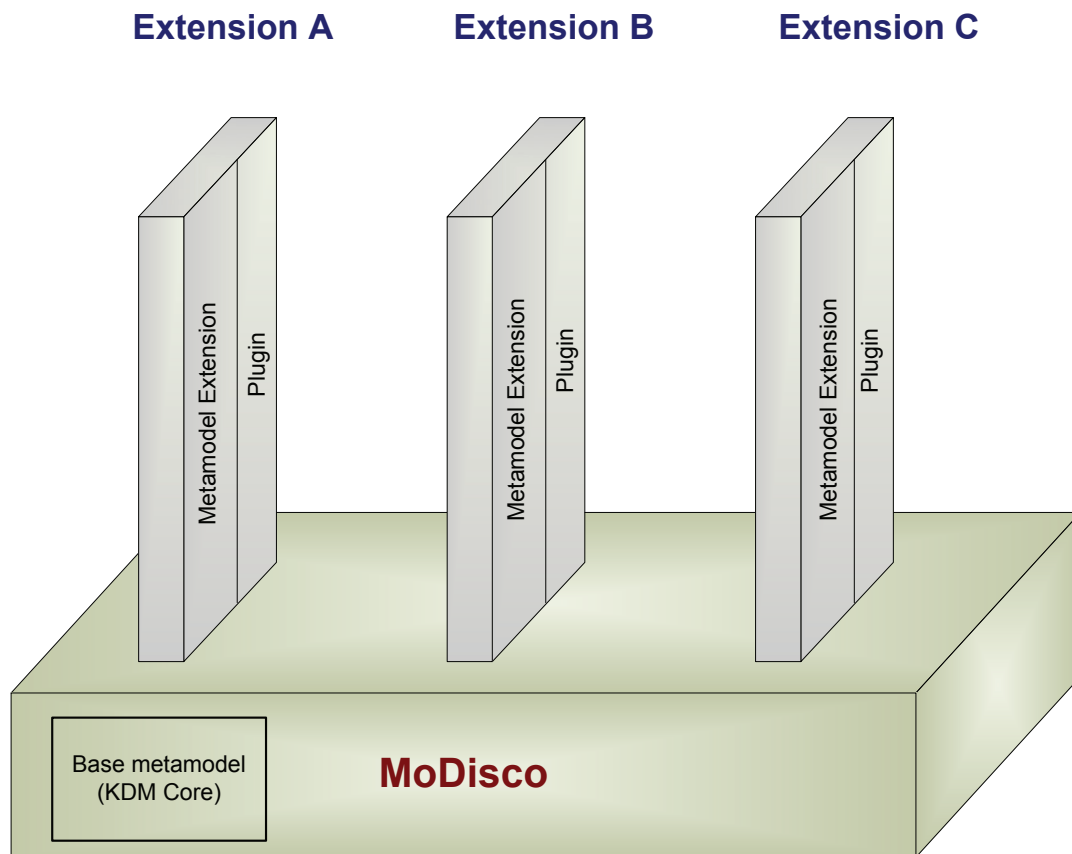 Extension A
Extension B
Extension C
Metamodel Extension
Plugin
Metamodel Extension
Plugin
Metamodel Extension
Plugin
Base metamodel
(KDM Core)
MoDisco